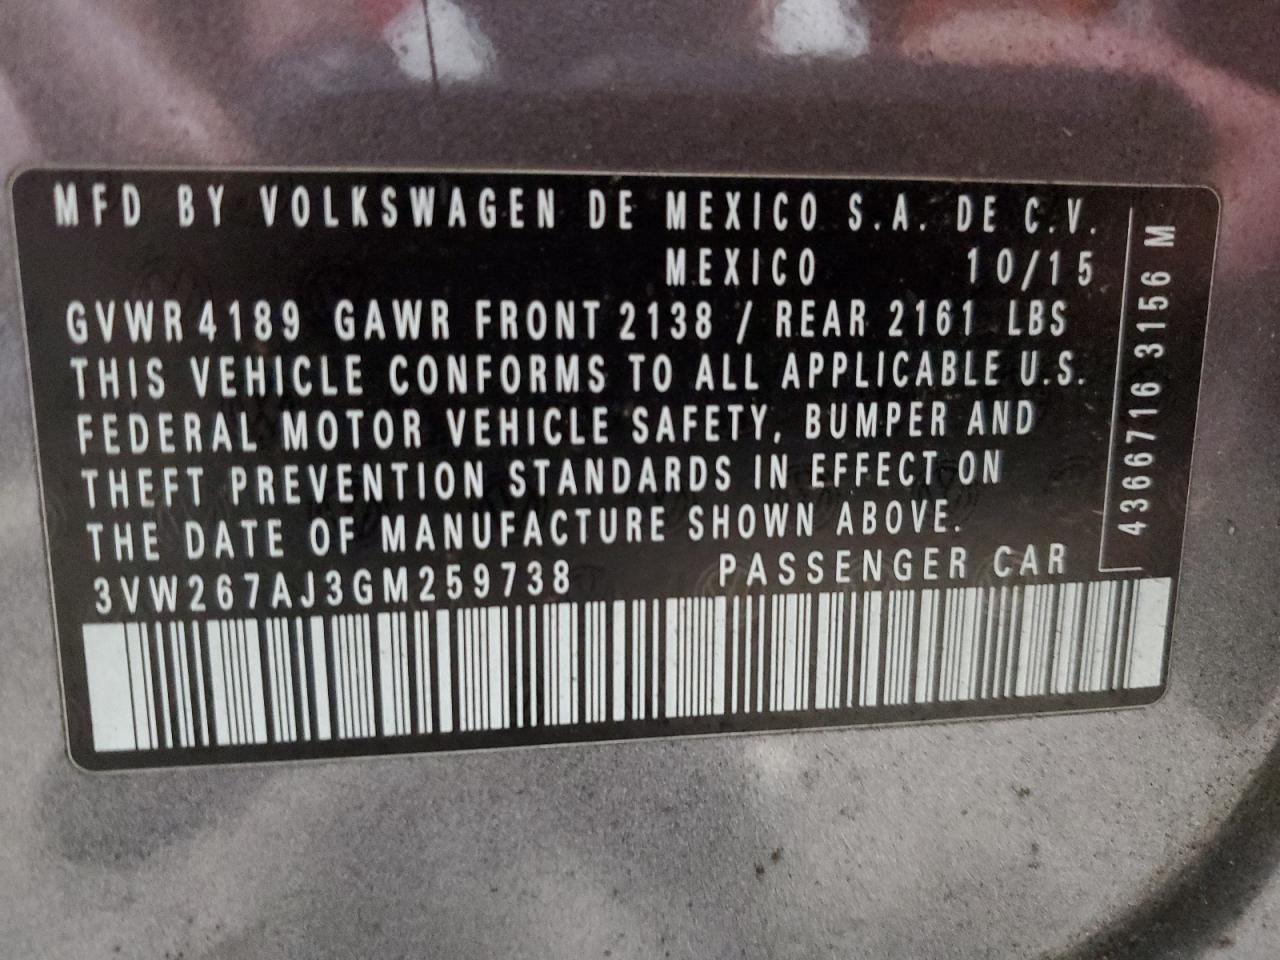 MFD BY VOLKSWAGEN DE MEXICO S.A. DE C.V.
MEXICO 10/15
GVWR 4189 GAWR FRONT 2138 / REAR 2161 LBS
THIS VEHICLE CONFORMS TO ALL APPLICABLE U.S.
FEDERAL MOTOR VEHICLE SAFETY, BUMPER AND
THEFT PREVENTION STANDARDS IN EFFECT ON
THE DATE OF MANUFACTURE SHOWN ABOVE.
3VW267AJ3GM259738 PASSENGER CAR
4366716 3156 M